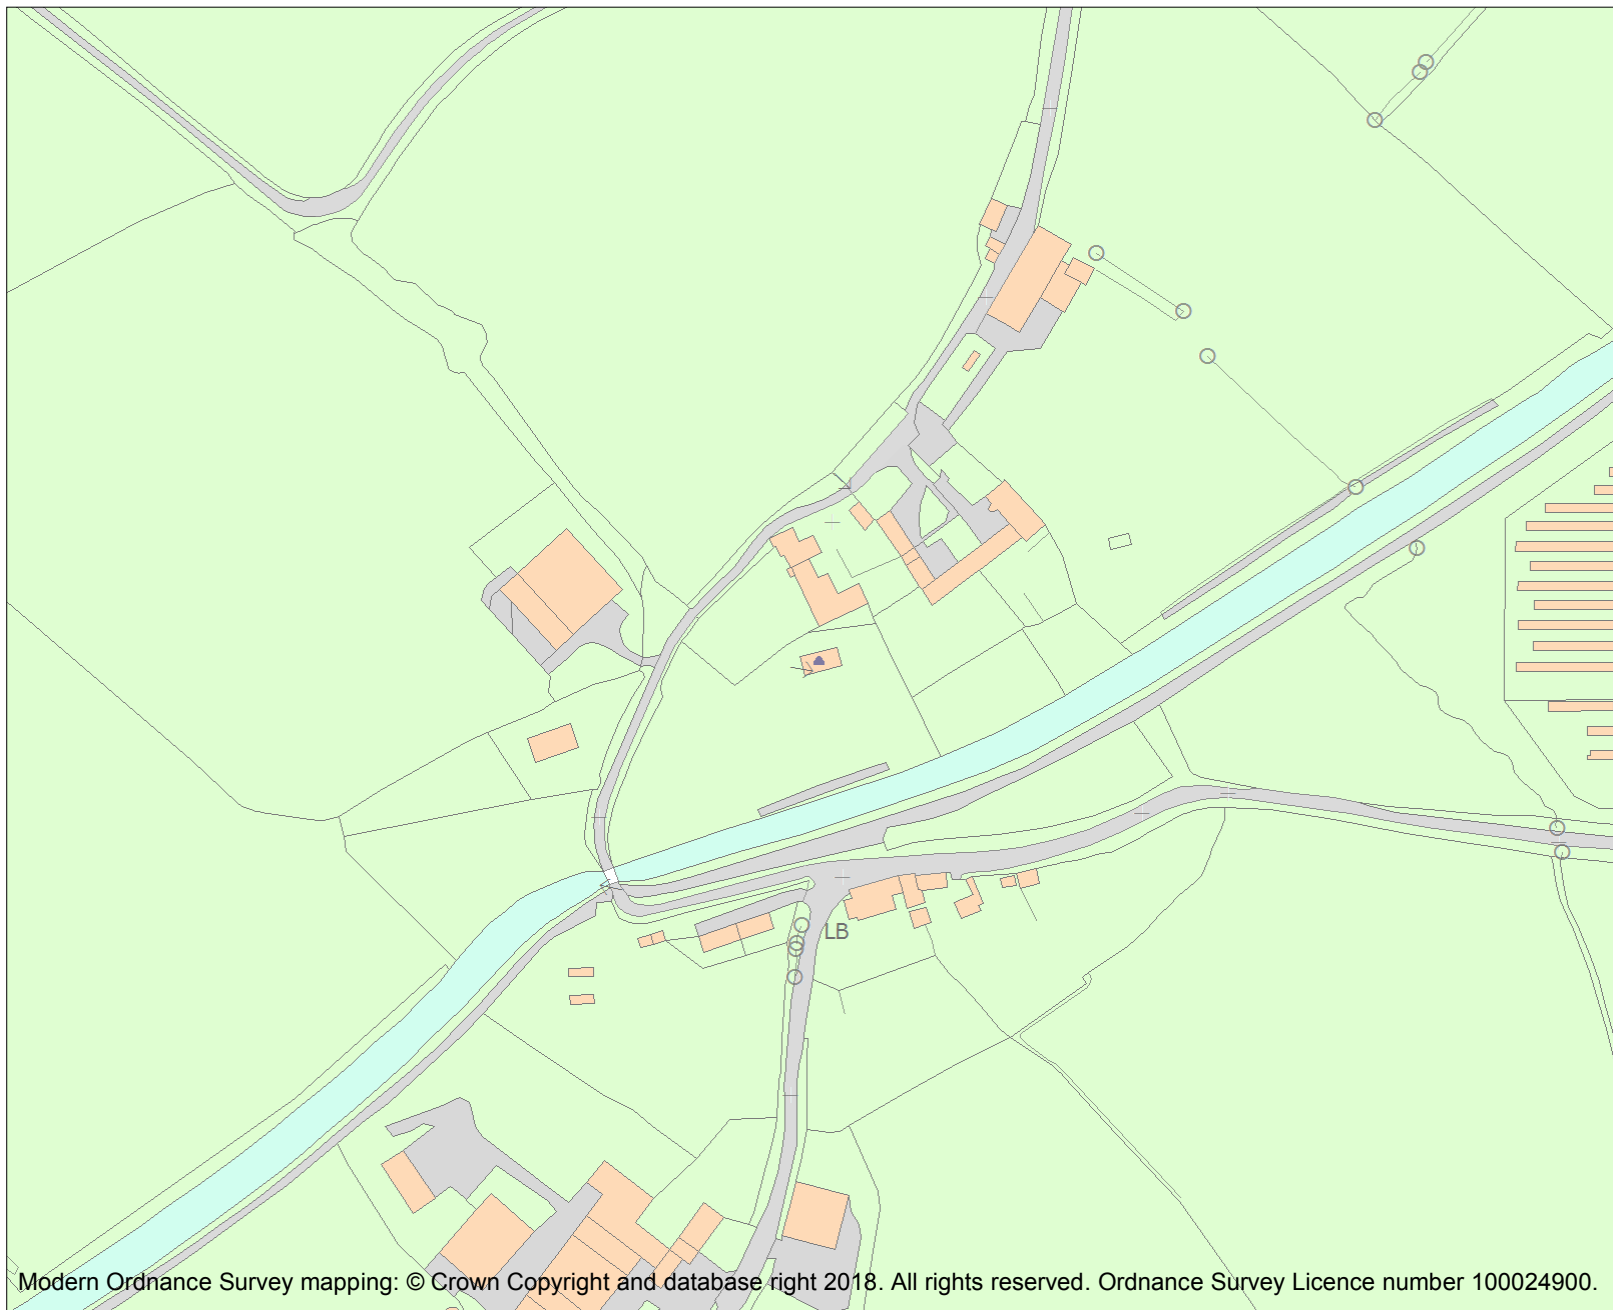 LB
Modern Ordnance Survey mapping: © Crown Copyright and database right 2018. All rights reserved. Ordnance Survey Licence number 100024900.